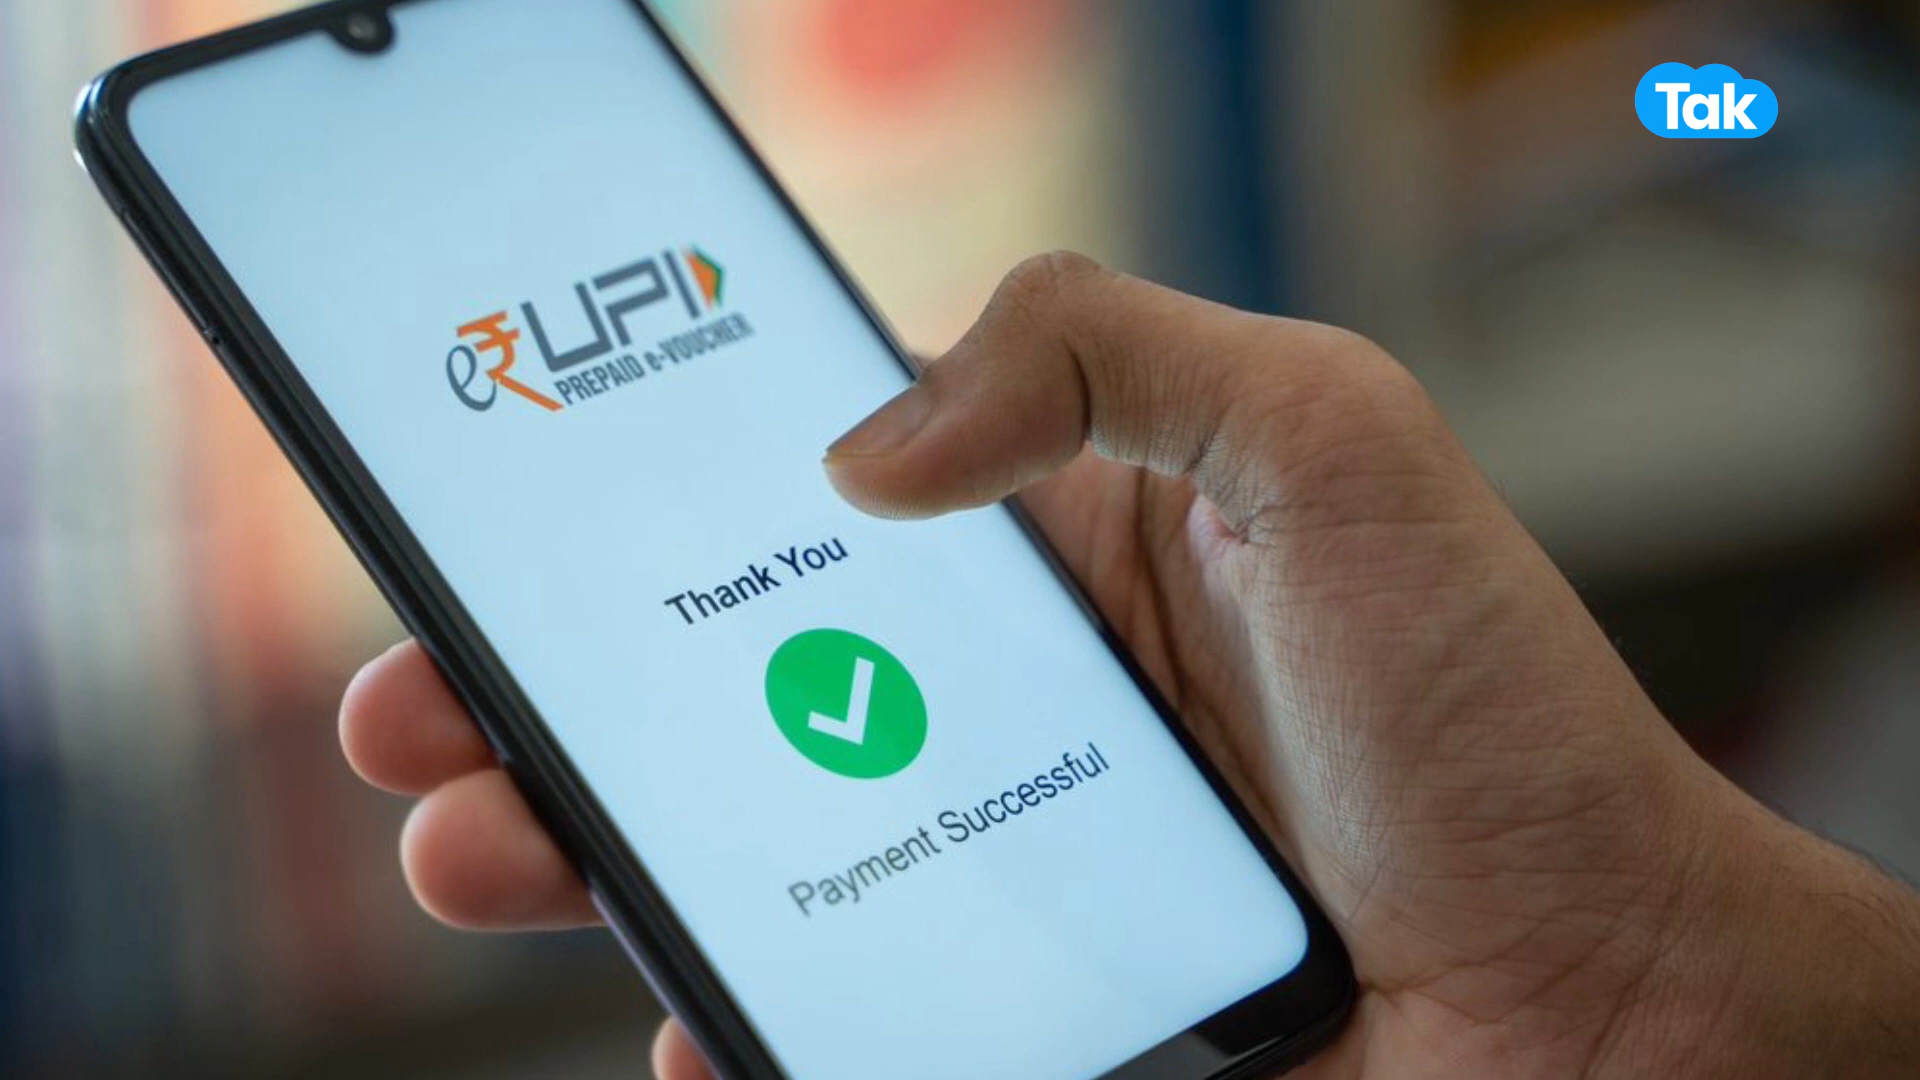 Tak
e₹UPI
PREPAID e-VOUCHER
Thank You
Payment Successful